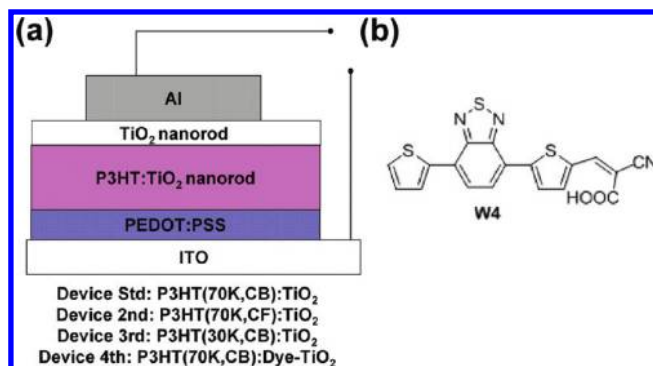 (a)
Al
TiO₂ nanorod
P3HT:TiO₂ nanorod
PEDOT:PSS
ITO
Device Std: P3HT(70K,CB):TiO₂
Device 2nd: P3HT(70K,CF):TiO₂
Device 3rd: P3HT(30K,CB):TiO₂
Device 4th: P3HT(70K,CB):Dye-TiO₂
(b)
S
N N
S S CN
HOOC
W4